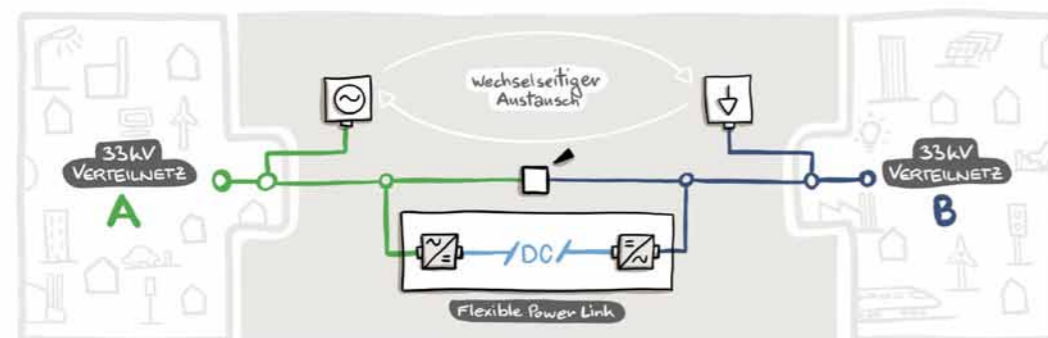 Wechselseitiger
Austausch
33kV
VERTEILNETZ
A
33kV
VERTEILNETZ
B
DC
Flexible Power Link